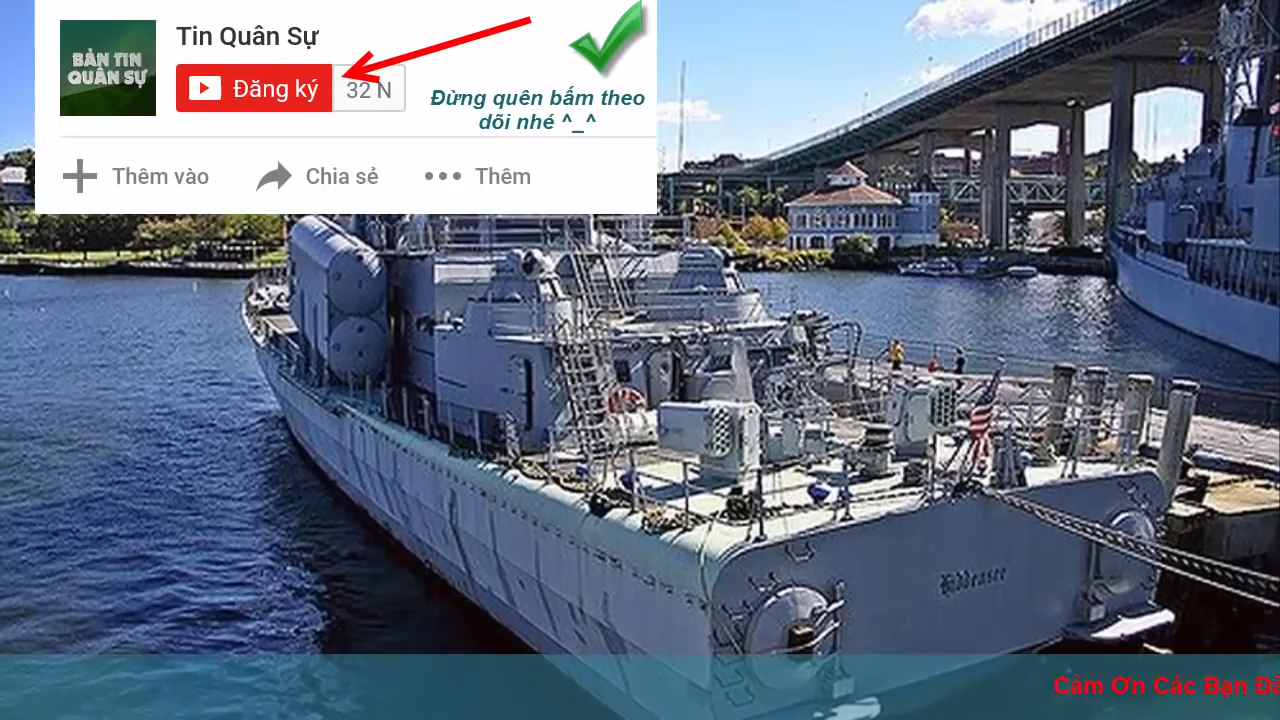 BẢN TIN
QUÂN SỰ
Tin Quân Sự
Đăng ký
32 N
Đừng quên bấm theo
dõi nhé ^_^
Thêm vào
Chia sẻ
Thêm
Hiddensee
Cảm Ơn Các Bạn Đã